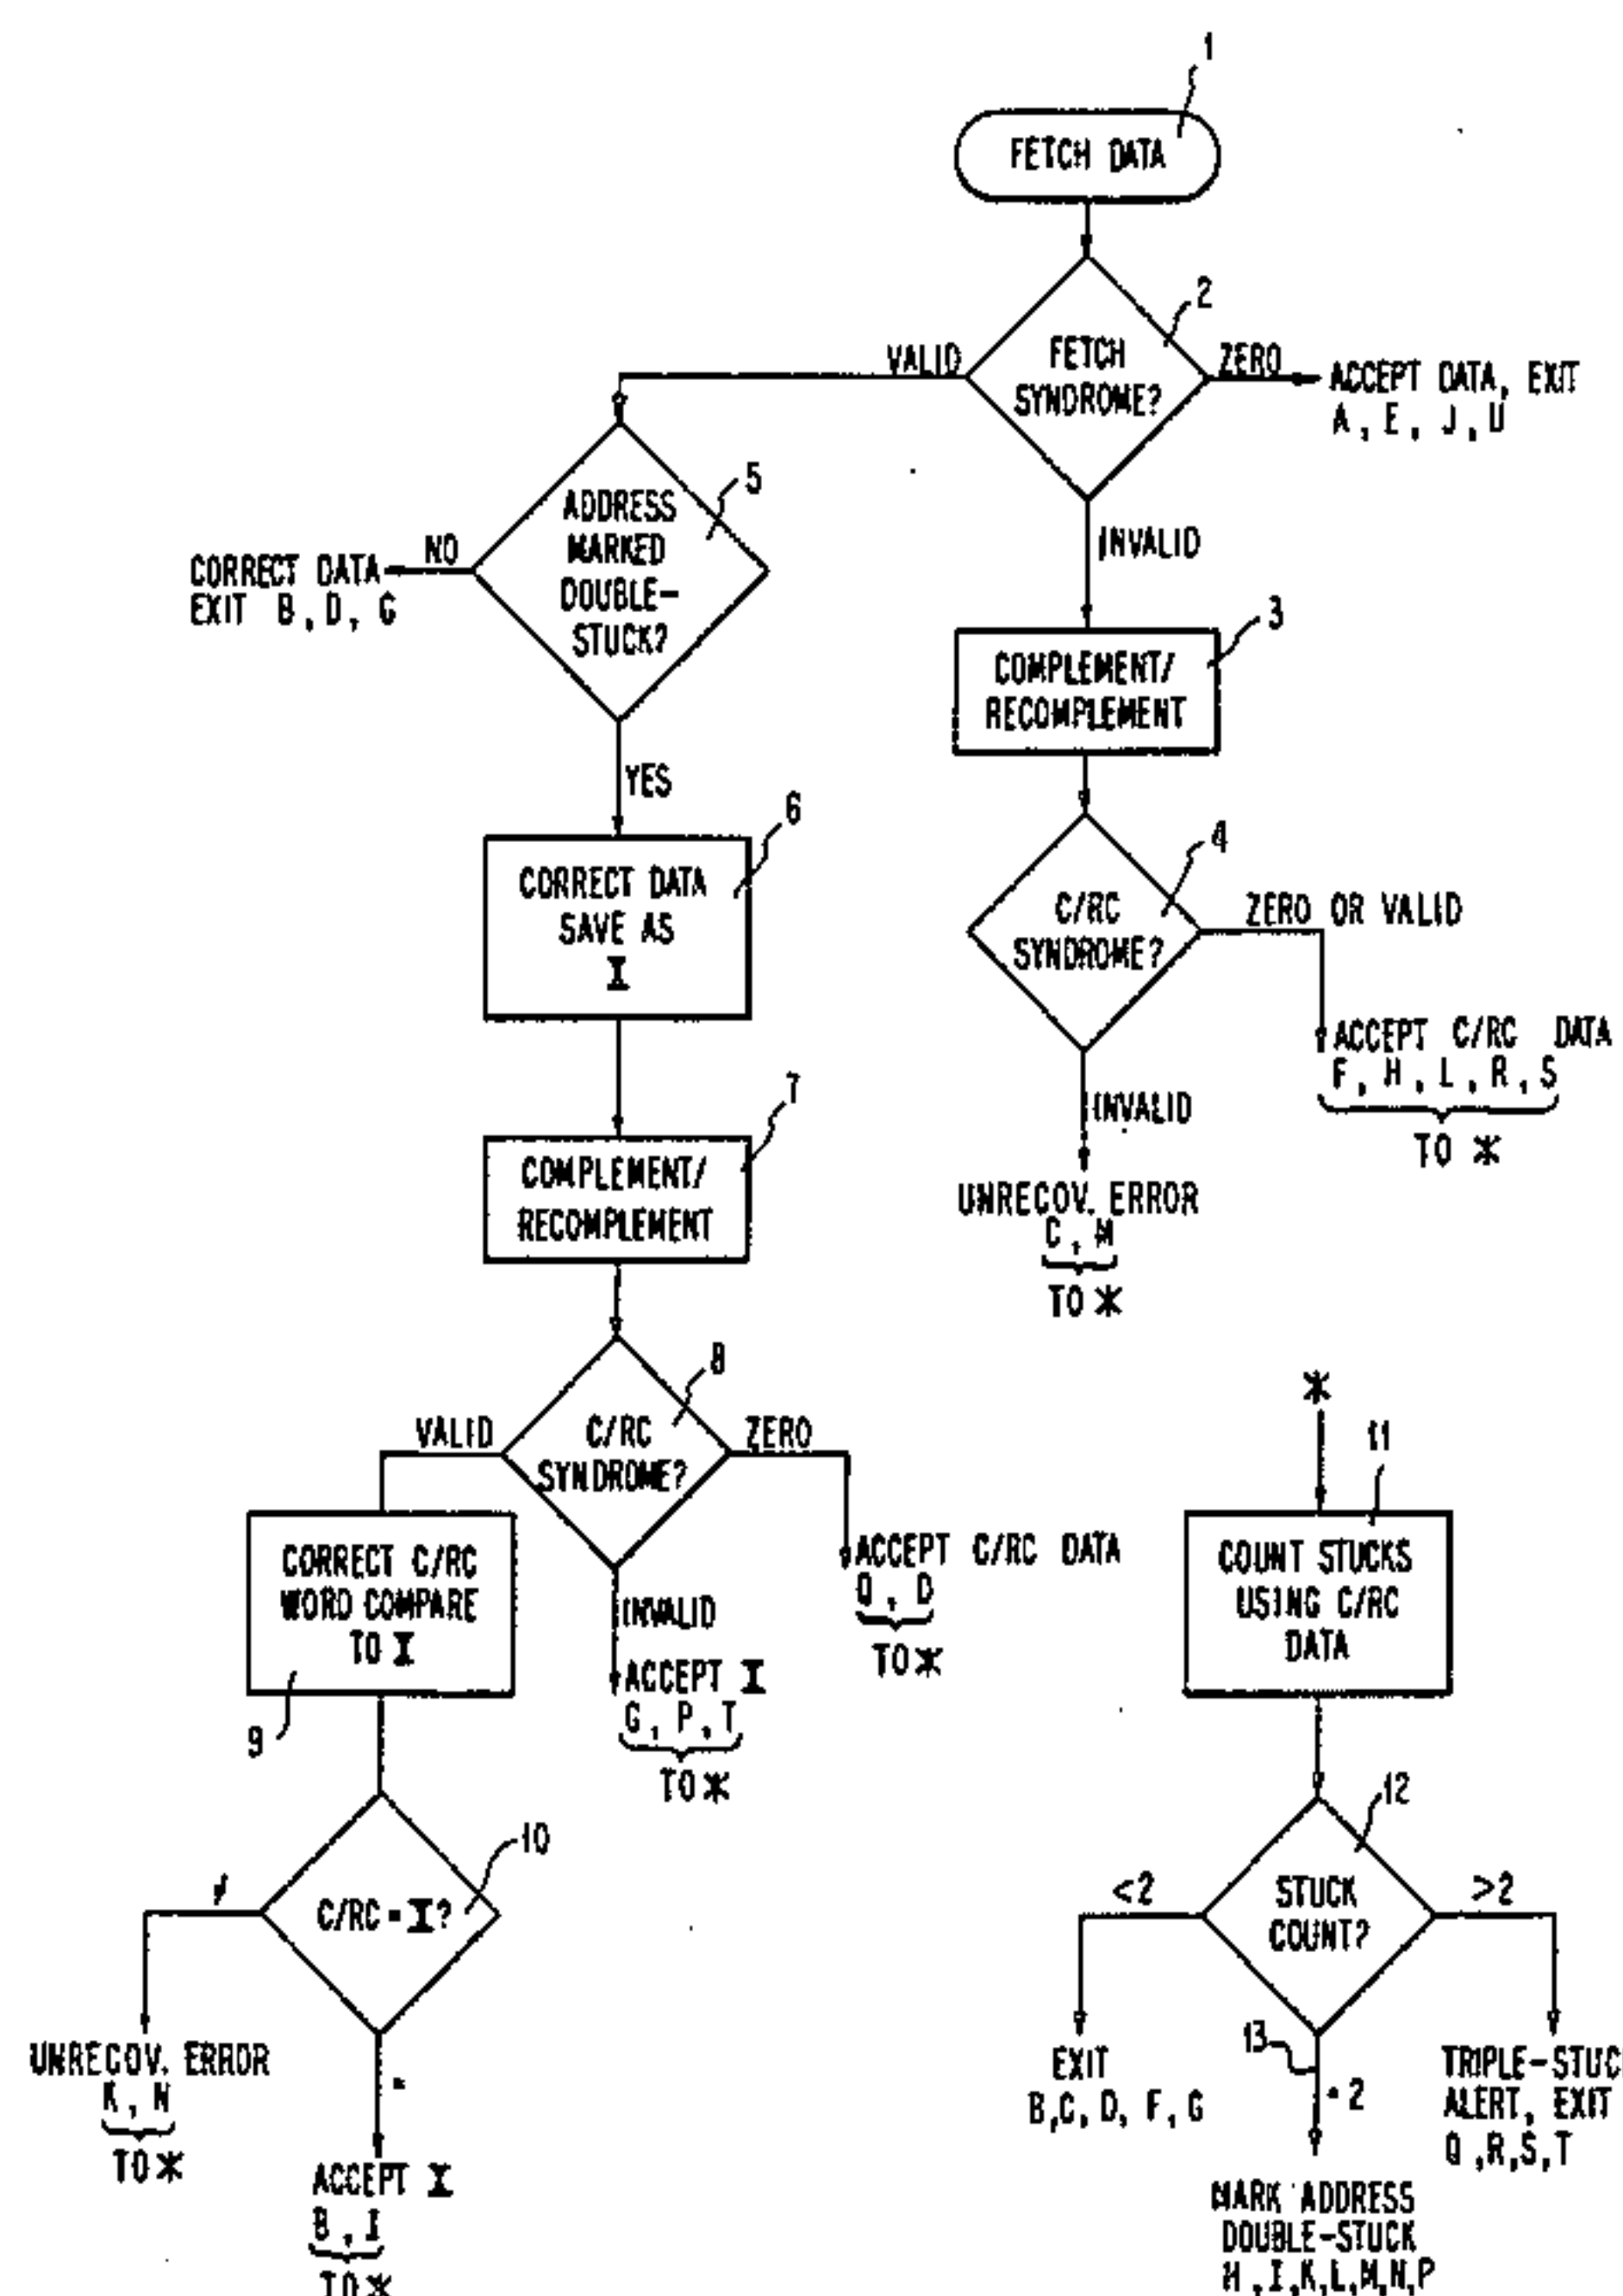 1
FETCH DATA
2
FETCH
SYNDROME?
VALID
ZERO
ACCEPT DATA, EXIT
A, E, J, U
INVALID
5
ADDRESS
MARKED
DOUBLE-
STUCK?
NO
CORRECT DATA
EXIT B, D, G
YES
3
COMPLEMENT/
RECOMPLEMENT
4
C/RC
SYNDROME?
ZERO OR VALID
ACCEPT C/RC DATA
F, H, L, R, S
TO *
INVALID
UNRECOV. ERROR
C, M
TO *
6
CORRECT DATA
SAVE AS
I
7
COMPLEMENT/
RECOMPLEMENT
8
C/RC
SYNDROME?
VALID
ZERO
ACCEPT C/RC DATA
Q, D
TO *
INVALID
ACCEPT I
G, P, T
TO *
CORRECT C/RC
WORD COMPARE
TO I
9
10
C/RC = I?
≠
UNRECOV. ERROR
K, N
TO *
=
ACCEPT I
B, I
TO *
*
11
COUNT STUCKS
USING C/RC
DATA
12
STUCK
COUNT?
<2
>2
EXIT
B,C, D, F, G
13
=2
MARK ADDRESS
DOUBLE-STUCK
H,I,K,L,M,N,P
TRIPLE-STUC
ALERT, EXIT
Q,R,S,T